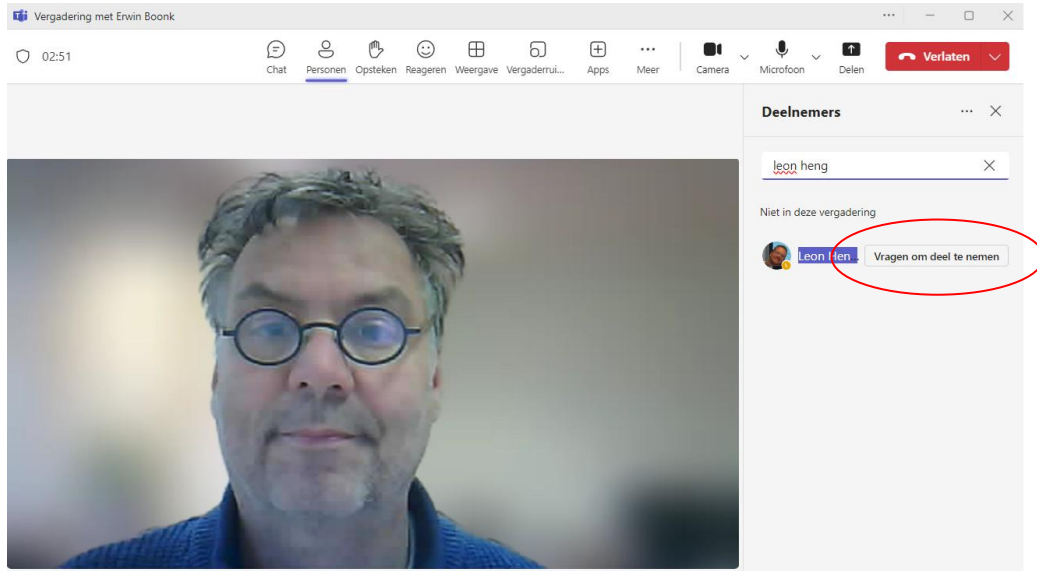 Vergadering met Erwin Boonk
02:51
Chat
Personen
Opsteken
Reageren
Weergave
Vergaderrui...
Apps
Meer
Camera
Microfoon
Delen
Verlaten
Deelnemers
leon heng
Niet in deze vergadering
Leon Hen...
Vragen om deel te nemen